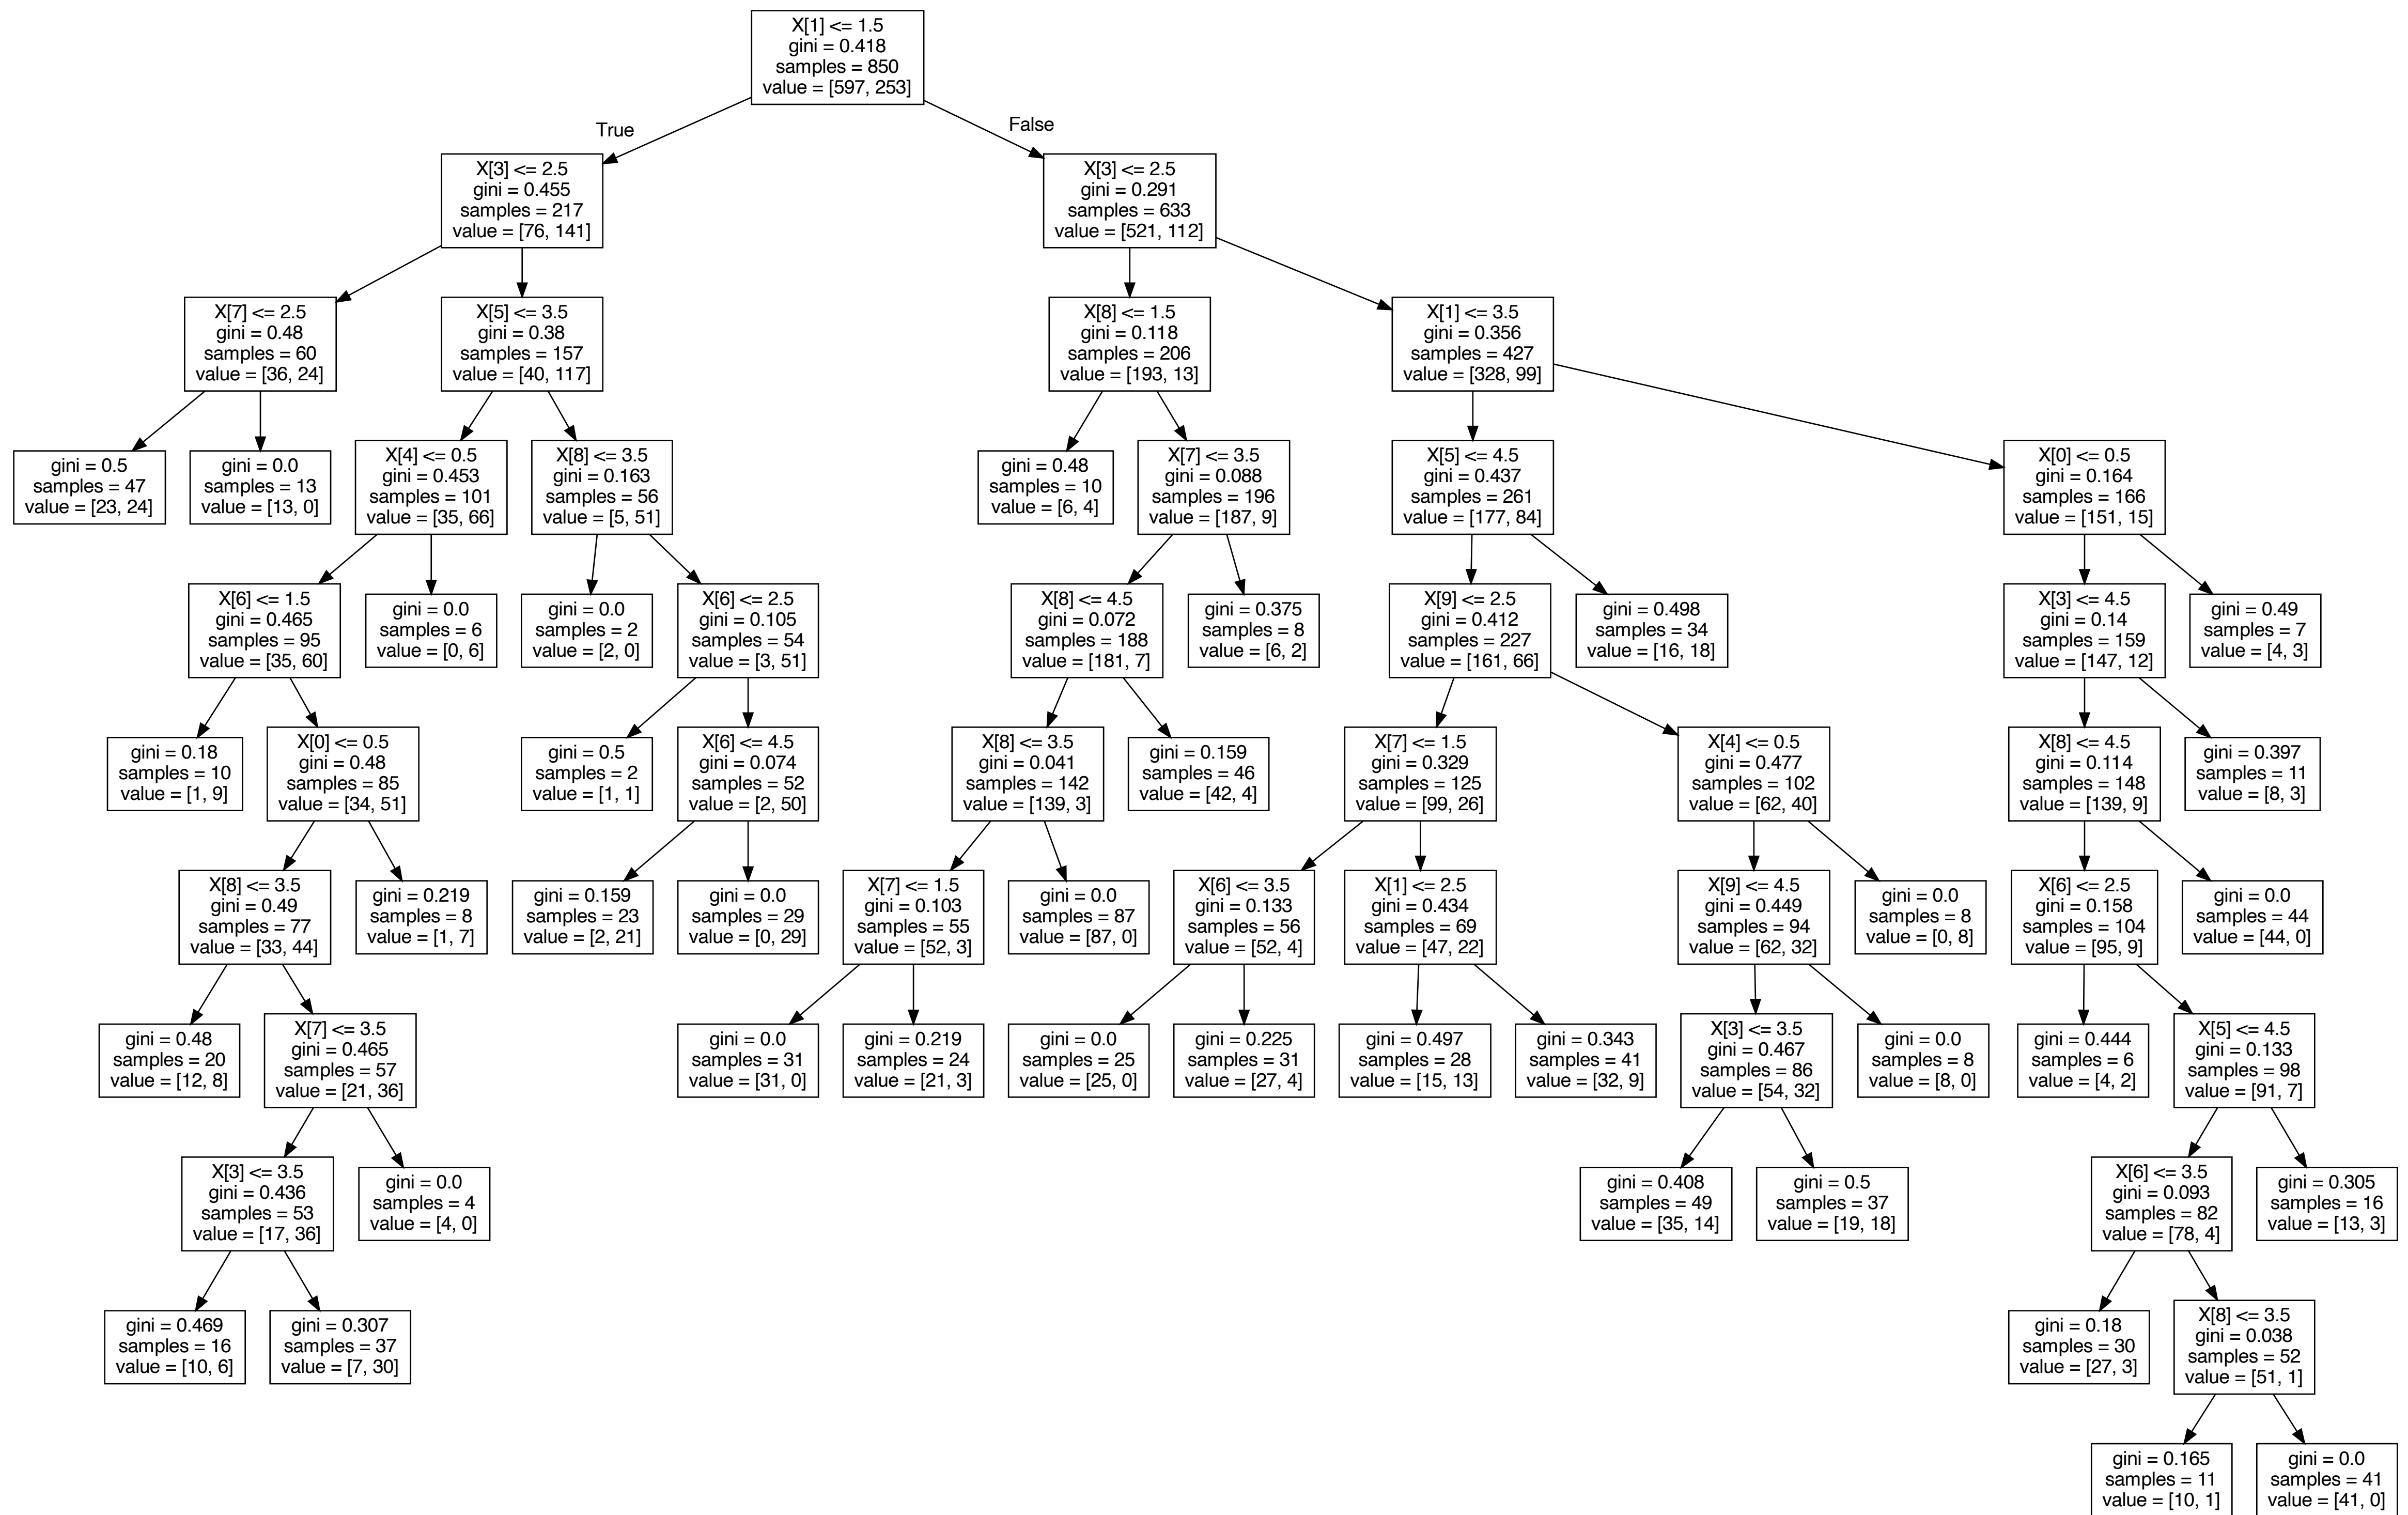 X[1] <= 1.5
gini = 0.418
samples = 850
value = [597, 253]
True
False
X[3] <= 2.5
gini = 0.455
samples = 217
value = [76, 141]
X[3] <= 2.5
gini = 0.291
samples = 633
value = [521, 112]
X[7] <= 2.5
gini = 0.48
samples = 60
value = [36, 24]
X[5] <= 3.5
gini = 0.38
samples = 157
value = [40, 117]
X[8] <= 1.5
gini = 0.118
samples = 206
value = [193, 13]
X[1] <= 3.5
gini = 0.356
samples = 427
value = [328, 99]
gini = 0.5
samples = 47
value = [23, 24]
gini = 0.0
samples = 13
value = [13, 0]
X[4] <= 0.5
gini = 0.453
samples = 101
value = [35, 66]
X[8] <= 3.5
gini = 0.163
samples = 56
value = [5, 51]
gini = 0.48
samples = 10
value = [6, 4]
X[7] <= 3.5
gini = 0.088
samples = 196
value = [187, 9]
X[5] <= 4.5
gini = 0.437
samples = 261
value = [177, 84]
X[0] <= 0.5
gini = 0.164
samples = 166
value = [151, 15]
X[6] <= 1.5
gini = 0.465
samples = 95
value = [35, 60]
gini = 0.0
samples = 6
value = [0, 6]
gini = 0.0
samples = 2
value = [2, 0]
X[6] <= 2.5
gini = 0.105
samples = 54
value = [3, 51]
X[8] <= 4.5
gini = 0.072
samples = 188
value = [181, 7]
gini = 0.375
samples = 8
value = [6, 2]
X[9] <= 2.5
gini = 0.412
samples = 227
value = [161, 66]
gini = 0.498
samples = 34
value = [16, 18]
X[3] <= 4.5
gini = 0.14
samples = 159
value = [147, 12]
gini = 0.49
samples = 7
value = [4, 3]
gini = 0.18
samples = 10
value = [1, 9]
X[0] <= 0.5
gini = 0.48
samples = 85
value = [34, 51]
gini = 0.5
samples = 2
value = [1, 1]
X[6] <= 4.5
gini = 0.074
samples = 52
value = [2, 50]
X[8] <= 3.5
gini = 0.041
samples = 142
value = [139, 3]
gini = 0.159
samples = 46
value = [42, 4]
X[7] <= 1.5
gini = 0.329
samples = 125
value = [99, 26]
X[4] <= 0.5
gini = 0.477
samples = 102
value = [62, 40]
X[8] <= 4.5
gini = 0.114
samples = 148
value = [139, 9]
gini = 0.397
samples = 11
value = [8, 3]
X[8] <= 3.5
gini = 0.49
samples = 77
value = [33, 44]
gini = 0.219
samples = 8
value = [1, 7]
gini = 0.159
samples = 23
value = [2, 21]
gini = 0.0
samples = 29
value = [0, 29]
X[7] <= 1.5
gini = 0.103
samples = 55
value = [52, 3]
gini = 0.0
samples = 87
value = [87, 0]
X[6] <= 3.5
gini = 0.133
samples = 56
value = [52, 4]
X[1] <= 2.5
gini = 0.434
samples = 69
value = [47, 22]
X[9] <= 4.5
gini = 0.449
samples = 94
value = [62, 32]
gini = 0.0
samples = 8
value = [0, 8]
X[6] <= 2.5
gini = 0.158
samples = 104
value = [95, 9]
gini = 0.0
samples = 44
value = [44, 0]
gini = 0.48
samples = 20
value = [12, 8]
X[7] <= 3.5
gini = 0.465
samples = 57
value = [21, 36]
gini = 0.0
samples = 31
value = [31, 0]
gini = 0.219
samples = 24
value = [21, 3]
gini = 0.0
samples = 25
value = [25, 0]
gini = 0.225
samples = 31
value = [27, 4]
gini = 0.497
samples = 28
value = [15, 13]
gini = 0.343
samples = 41
value = [32, 9]
X[3] <= 3.5
gini = 0.467
samples = 86
value = [54, 32]
gini = 0.0
samples = 8
value = [8, 0]
gini = 0.444
samples = 6
value = [4, 2]
X[5] <= 4.5
gini = 0.133
samples = 98
value = [91, 7]
X[3] <= 3.5
gini = 0.436
samples = 53
value = [17, 36]
gini = 0.0
samples = 4
value = [4, 0]
gini = 0.408
samples = 49
value = [35, 14]
gini = 0.5
samples = 37
value = [19, 18]
X[6] <= 3.5
gini = 0.093
samples = 82
value = [78, 4]
gini = 0.305
samples = 16
value = [13, 3]
gini = 0.469
samples = 16
value = [10, 6]
gini = 0.307
samples = 37
value = [7, 30]
gini = 0.18
samples = 30
value = [27, 3]
X[8] <= 3.5
gini = 0.038
samples = 52
value = [51, 1]
gini = 0.165
samples = 11
value = [10, 1]
gini = 0.0
samples = 41
value = [41, 0]